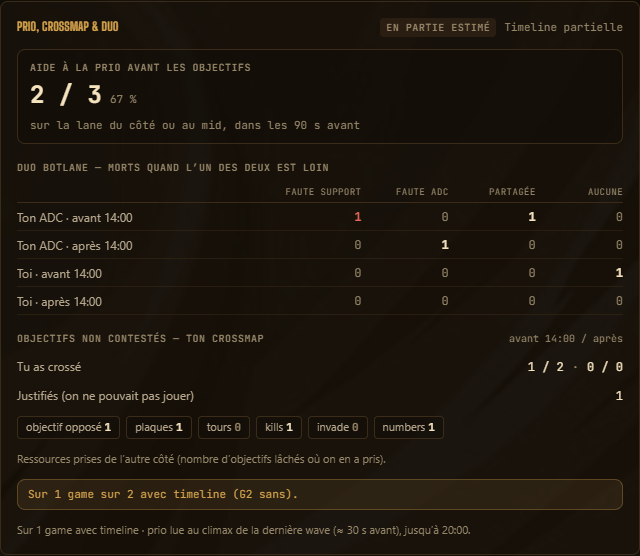 PRIO, CROSSMAP & DUO EN PARTIE ESTIMÉ Timeline partielle
AIDE À LA PRIO AVANT LES OBJECTIFS
2 / 3 67 %
sur la lane du côté ou au mid, dans les 90 s avant
DUO BOTLANE — MORTS QUAND L'UN DES DEUX EST LOIN
FAUTE SUPPORT FAUTE ADC PARTAGÉE AUCUNE
Ton ADC · avant 14:00 1 0 1 0
Ton ADC · après 14:00 0 1 0 0
Toi · avant 14:00 0 0 0 1
Toi · après 14:00 0 0 0 0
OBJECTIFS NON CONTESTÉS — TON CROSSMAP avant 14:00 / après
Tu as crossé 1 / 2 · 0 / 0
Justifiés (on ne pouvait pas jouer) 1
objectif opposé 1 plaques 1 tours 0 kills 1 invade 0 numbers 1
Ressources prises de l'autre côté (nombre d'objectifs lâchés où on en a pris).
Sur 1 game sur 2 avec timeline (G2 sans).
Sur 1 game avec timeline · prio lue au climax de la dernière wave (≈ 30 s avant), jusqu'à 20:00.